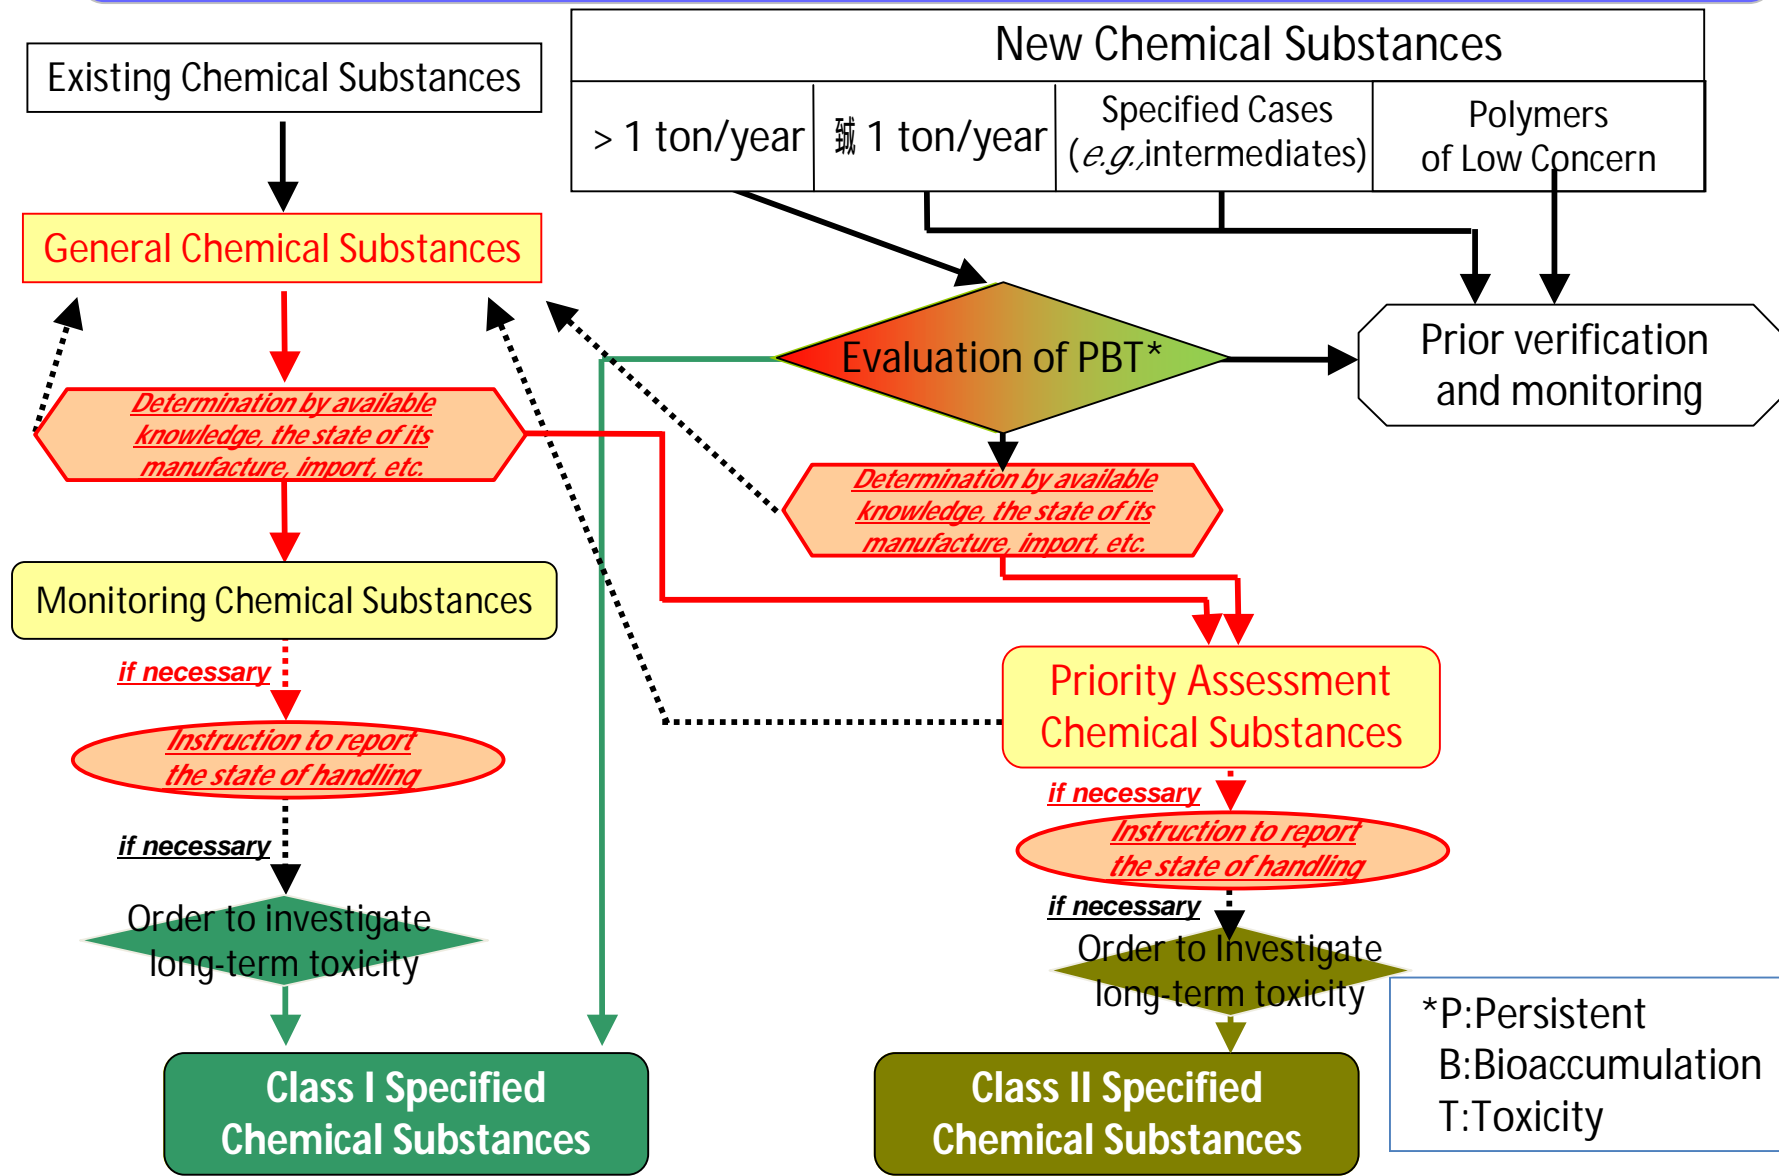 New Chemical Substances
Existing Chemical Substances
> 1 ton/year
≦ 1 ton/year
Specified Cases
(e.g.,intermediates)
Polymers
of Low Concern
General Chemical Substances
Evaluation of PBT*
Prior verification
and monitoring
Determination by available
knowledge, the state of its
manufacture, import, etc.
Determination by available
knowledge, the state of its
manufacture, import, etc.
Monitoring Chemical Substances
if necessary
Priority Assessment
Chemical Substances
Instruction to report
the state of handling
if necessary
if necessary
Instruction to report
the state of handling
if necessary
Order to investigate
long-term toxicity
Order to Investigate
long-term toxicity
*P:Persistent
B:Bioaccumulation
T:Toxicity
Class I Specified
Chemical Substances
Class II Specified
Chemical Substances